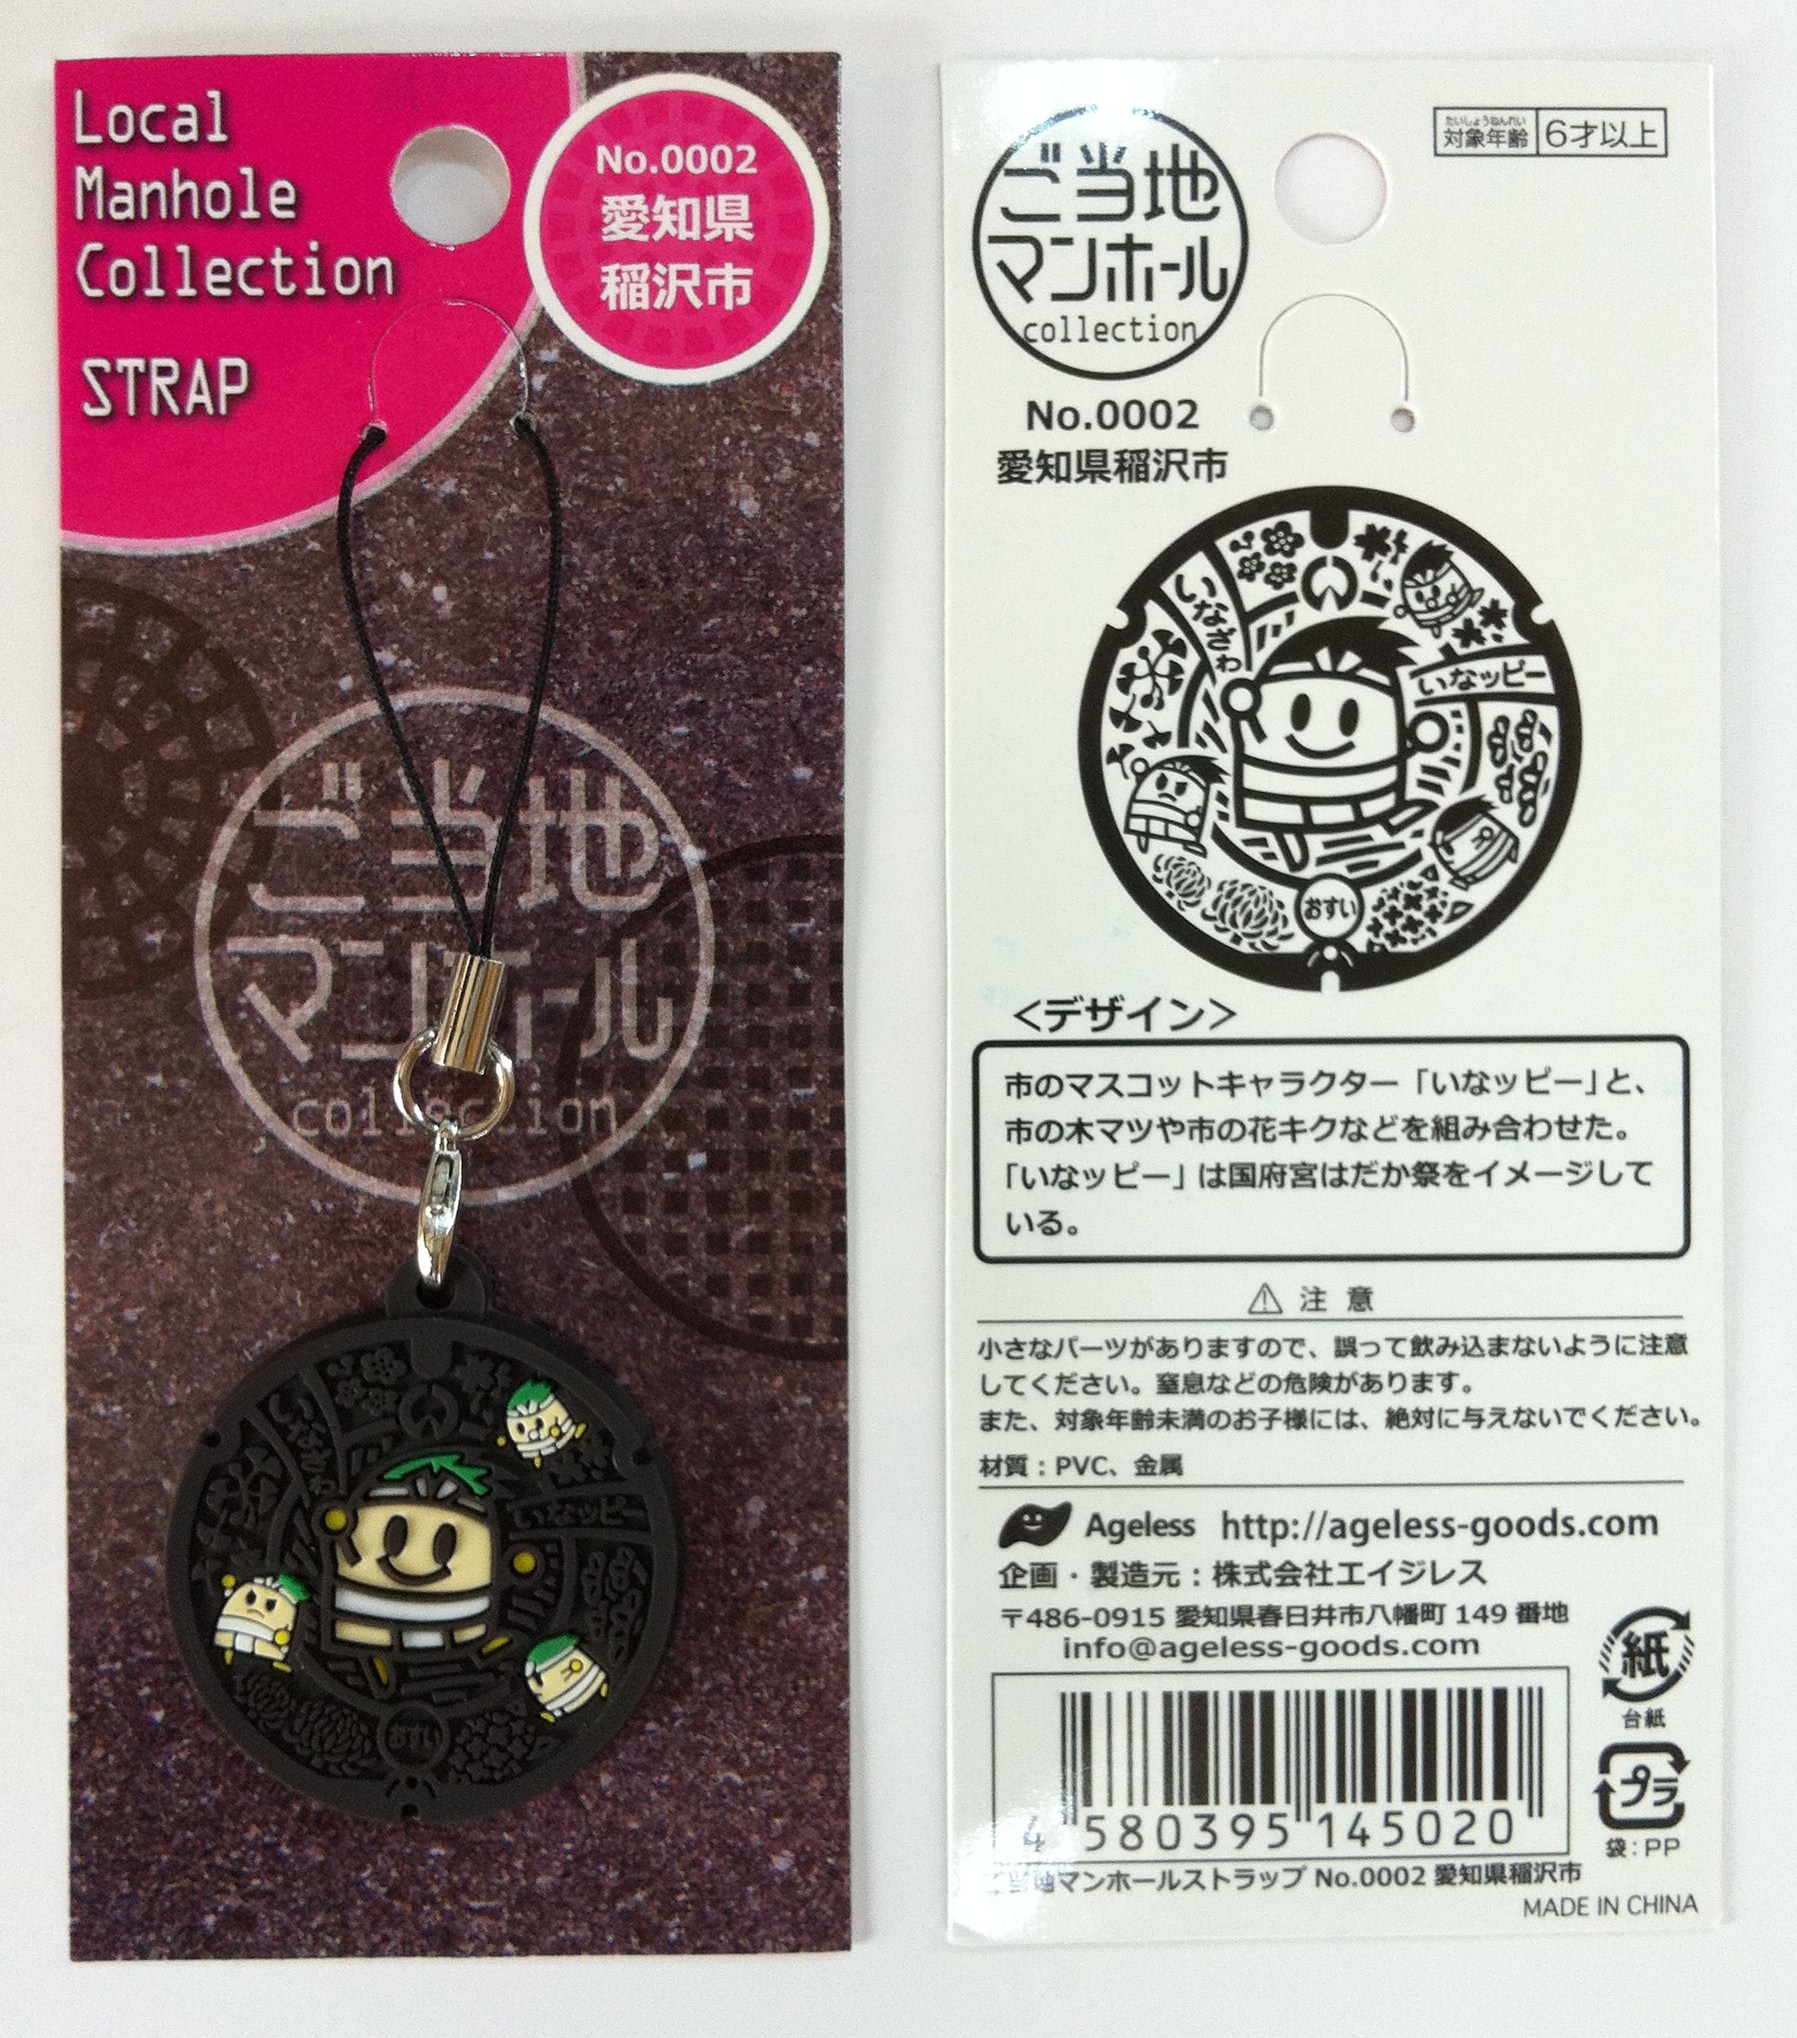 Local
Manhole
Collection
STRAP
No.0002
愛知県
稲沢市
ご当地
マンホール
collection
いなざわ
いなッピー
おすい
ご当地
マンホール
collection
対象年齢 6才以上
たいしょうねんれい
No.0002
愛知県稲沢市
いなざわ
いなッピー
おすい
<デザイン>
市のマスコットキャラクター「いなッピー」と、
市の木マツや市の花キクなどを組み合わせた。
「いなッピー」は国府宮はだか祭をイメージして
いる。
⚠ 注 意
小さなパーツがありますので、誤って飲み込まないように注意
してください。窒息などの危険があります。
また、対象年齢未満のお子様には、絶対に与えないでください。
材質：PVC、金属
Ageless http://ageless-goods.com
企画・製造元：株式会社エイジレス
〒486-0915 愛知県春日井市八幡町 149 番地
info@ageless-goods.com
紙
台紙
プラ
袋：PP
4 580395 145020
マンホールストラップ No.0002 愛知県稲沢市
MADE IN CHINA